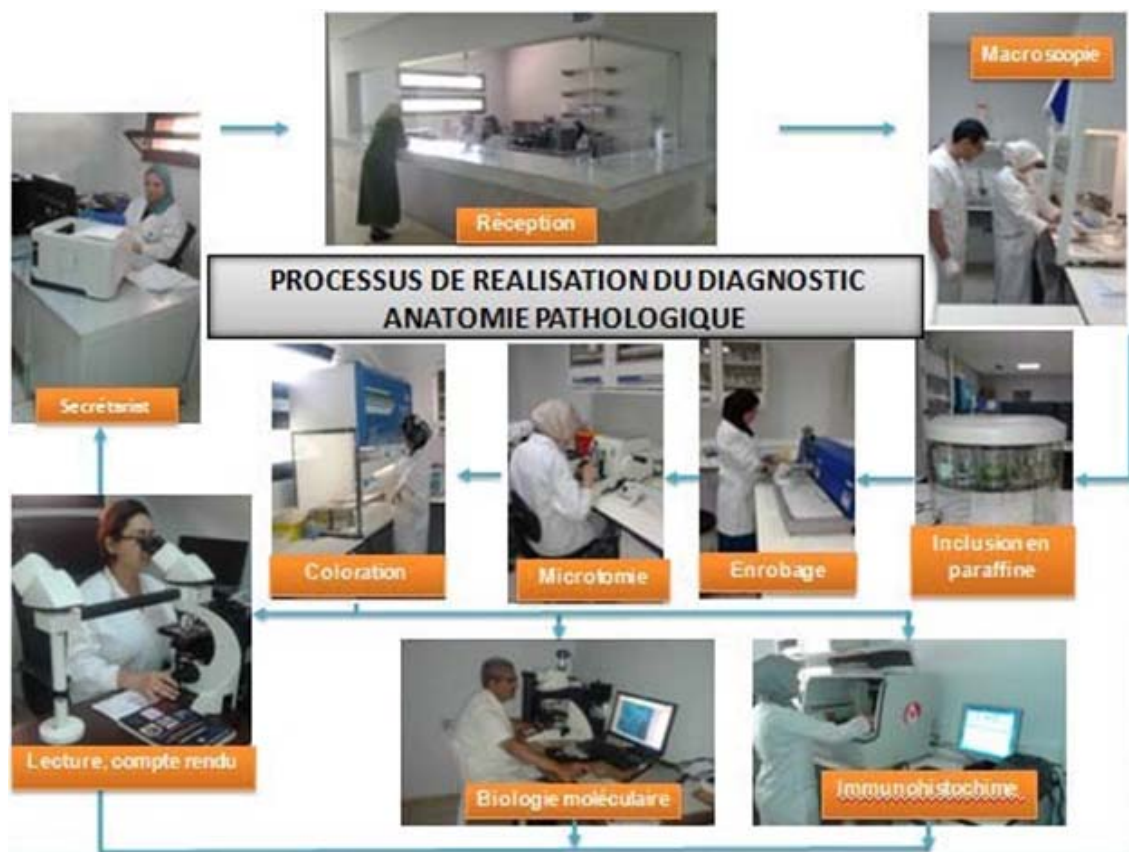 Macroscopie
Réception
PROCESSUS DE REALISATION DU DIAGNOSTIC
ANATOMIE PATHOLOGIQUE
Secrétariat
Coloration
Microtomie
Enrobage
Inclusion en
paraffine
Lecture, compte rendu
Biologie moléculaire
Immunohistochime